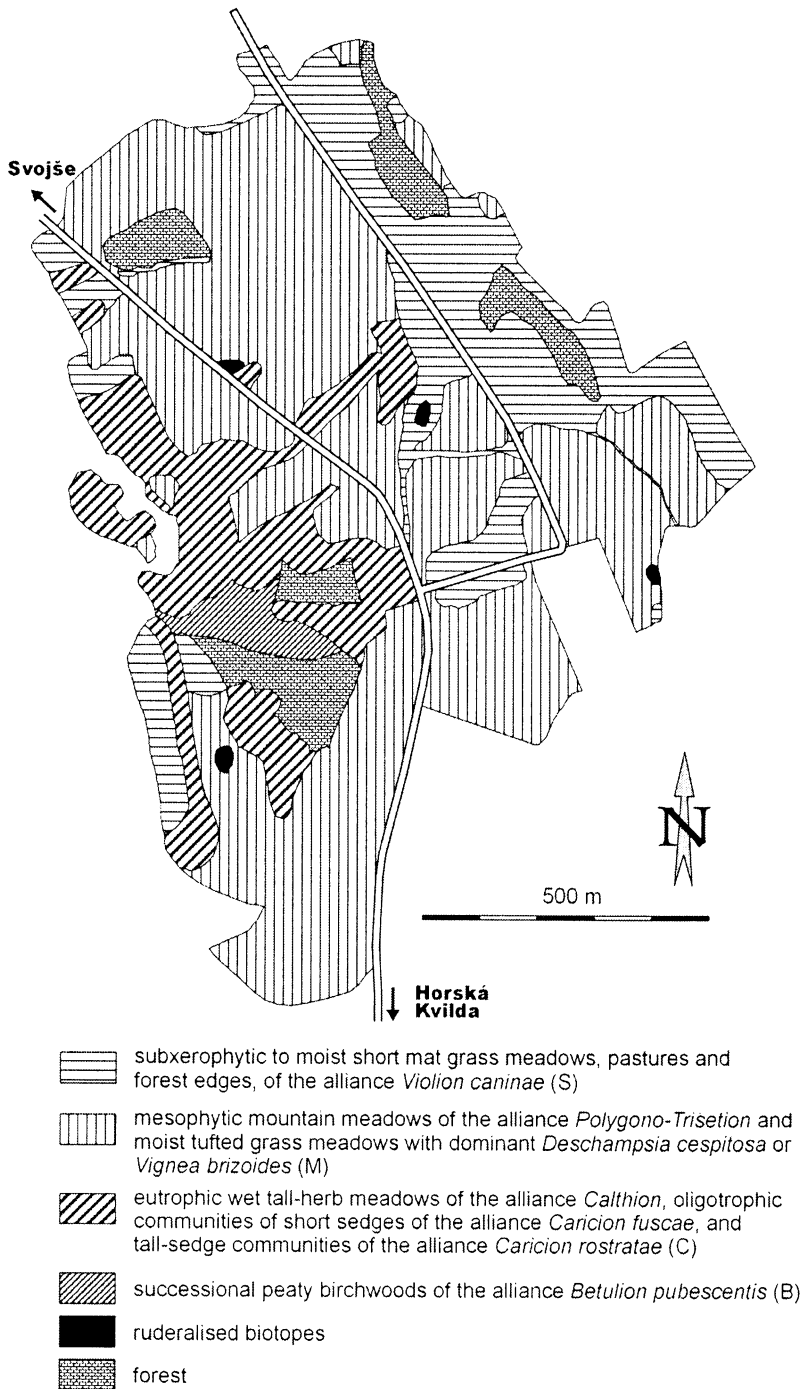 Svojše
N
500 m
Horská
Kvilda
subxerophytic to moist short mat grass meadows, pastures and
forest edges, of the alliance Violion caninae (S)
mesophytic mountain meadows of the alliance Polygono-Trisetion and
moist tufted grass meadows with dominant Deschampsia cespitosa or
Vignea brizoides (M)
eutrophic wet tall-herb meadows of the alliance Calthion, oligotrophic
communities of short sedges of the alliance Caricion fuscae, and
tall-sedge communities of the alliance Caricion rostratae (C)
successional peaty birchwoods of the alliance Betulion pubescentis (B)
ruderalised biotopes
forest